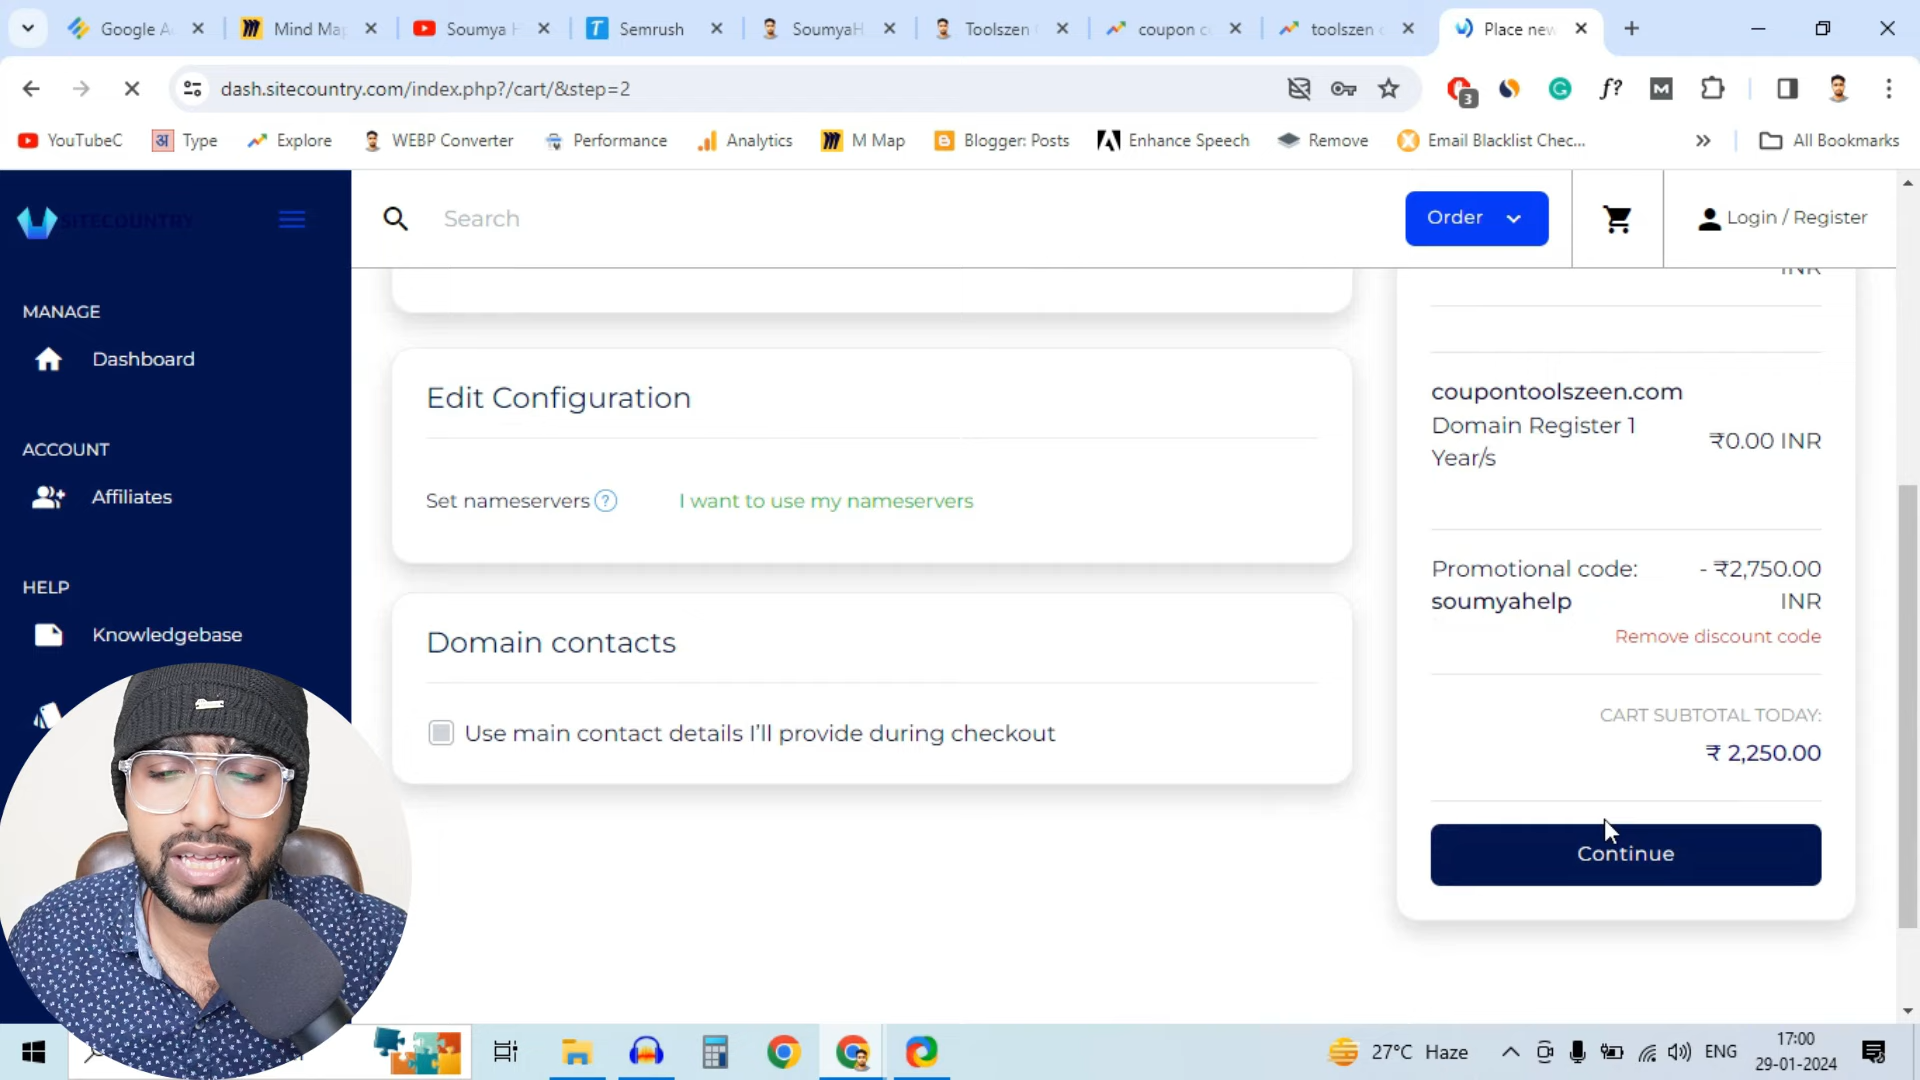 Google A
Mind Ma
Soumya H
Semrush
SoumyaH
Toolszen
coupon c
toolszen
Place new
dash.sitecountry.com/index.php?/cart/&step=2
3
f?
M
YouTubeC
अ Type
Explore
WEBP Converter
Performance
Analytics
M Map
Blogger: Posts
Enhance Speech
Remove
Email Blacklist Chec...
All Bookmarks
SITECOUNTRY
Search
Order
Login / Register
MANAGE
Dashboard
ACCOUNT
Affiliates
HELP
Knowledgebase
INR
Edit Configuration
Set nameservers ?
I want to use my nameservers
Domain contacts
Use main contact details I'll provide during checkout
coupontoolszeen.com
Domain Register 1
Year/s
₹0.00 INR
Promotional code:
- ₹2,750.00
soumyahelp
INR
Remove discount code
CART SUBTOTAL TODAY:
₹ 2,250.00
Continue
27°C Haze
ENG
17:00
29-01-2024